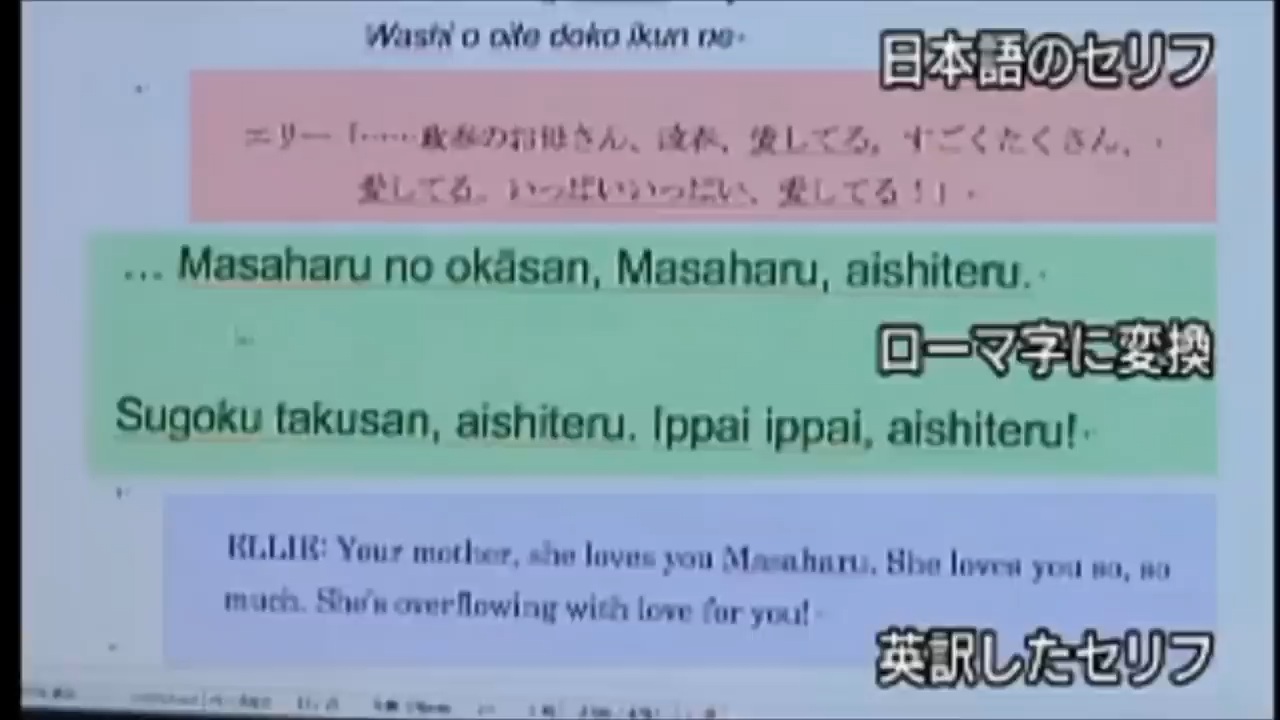 Washi o oite doko ikun ne
日本語のセリフ
エリー「……政春のお母さん、政春、愛してる。すごくたくさん、
愛してる。いっぱいいっぱい、愛してる！」
... Masaharu no okāsan, Masaharu, aishiteru.
ローマ字に変換
Sugoku takusan, aishiteru. Ippai ippai, aishiteru!
ELLIE: Your mother, she loves you Masaharu. She loves you so, so
much. She's overflowing with love for you!
英訳したセリフ